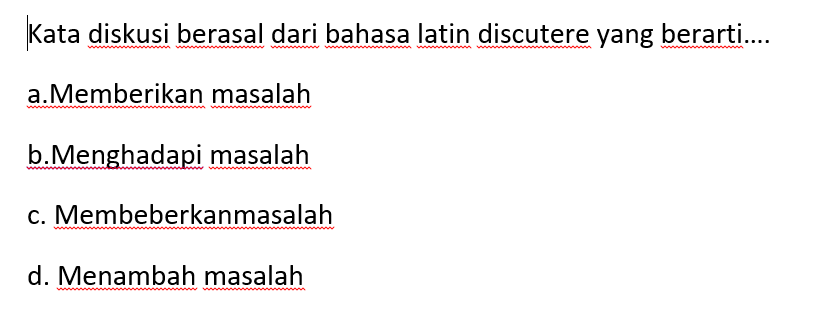 Kata diskusi berasal dari bahasa latin discutere yang berarti....
a.Memberikan masalah
b.Menghadapi masalah
c. Membeberkanmasalah
d. Menambah masalah